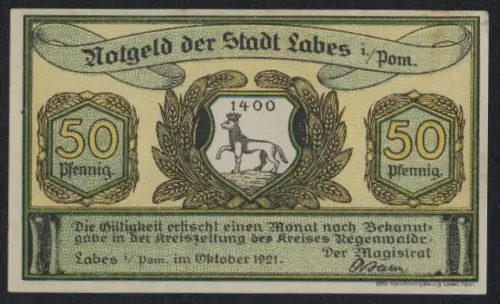 Notgeld der Stadt Labes i./Pom.
1400
50
Pfennig.
50
Pfennig.
Die Giltigkeit erlischt einen Monat nach Bekannt-
gabe in der Kreiszeitung des Kreises Regenwalde.
Labes i./Pom. im Oktober 1921.
Der Magistrat